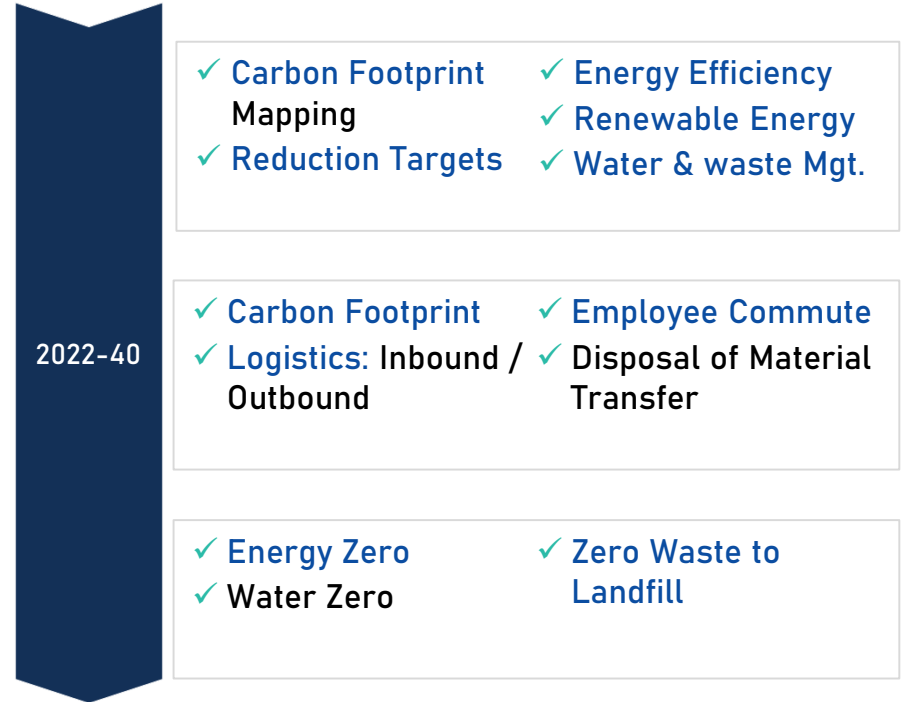 2022-40
✓ Carbon Footprint
Mapping
✓ Reduction Targets
✓ Energy Efficiency
✓ Renewable Energy
✓ Water & waste Mgt.
✓ Carbon Footprint
✓ Logistics: Inbound /
Outbound
✓ Employee Commute
✓ Disposal of Material
Transfer
✓ Energy Zero
✓ Water Zero
✓ Zero Waste to
Landfill